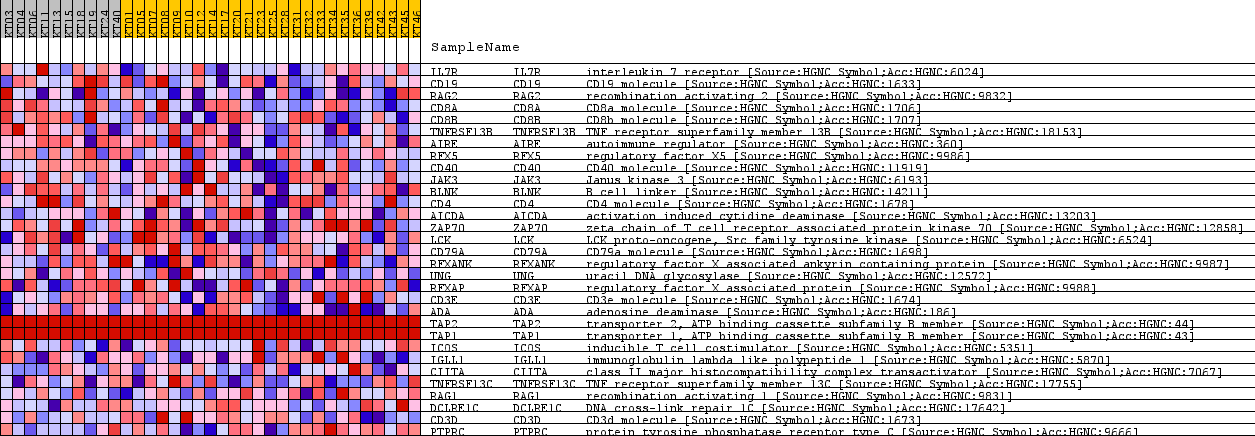 KT03 KT04 KT06 KT11 KT13 KT15 KT18 KT19 KT24 KT40 KT01 KT05 KT07 KT08 KT09 KT10 KT12 KT14 KT17 KT20 KT21 KT23 KT25 KT28 KT31 KT32 KT33 KT34 KT35 KT36 KT39 KT42 KT43 KT45 KT46
SampleName
IL7R IL7R interleukin 7 receptor [Source:HGNC Symbol;Acc:HGNC:6024]
CD19 CD19 CD19 molecule [Source:HGNC Symbol;Acc:HGNC:1633]
RAG2 RAG2 recombination activating 2 [Source:HGNC Symbol;Acc:HGNC:9832]
CD8A CD8A CD8a molecule [Source:HGNC Symbol;Acc:HGNC:1706]
CD8B CD8B CD8b molecule [Source:HGNC Symbol;Acc:HGNC:1707]
TNFRSF13B TNFRSF13B TNF receptor superfamily member 13B [Source:HGNC Symbol;Acc:HGNC:18153]
AIRE AIRE autoimmune regulator [Source:HGNC Symbol;Acc:HGNC:360]
RFX5 RFX5 regulatory factor X5 [Source:HGNC Symbol;Acc:HGNC:9986]
CD40 CD40 CD40 molecule [Source:HGNC Symbol;Acc:HGNC:11919]
JAK3 JAK3 Janus kinase 3 [Source:HGNC Symbol;Acc:HGNC:6193]
BLNK BLNK B cell linker [Source:HGNC Symbol;Acc:HGNC:14211]
CD4 CD4 CD4 molecule [Source:HGNC Symbol;Acc:HGNC:1678]
AICDA AICDA activation induced cytidine deaminase [Source:HGNC Symbol;Acc:HGNC:13203]
ZAP70 ZAP70 zeta chain of T cell receptor associated protein kinase 70 [Source:HGNC Symbol;Acc:HGNC:12858]
LCK LCK LCK proto-oncogene, Src family tyrosine kinase [Source:HGNC Symbol;Acc:HGNC:6524]
CD79A CD79A CD79a molecule [Source:HGNC Symbol;Acc:HGNC:1698]
RFXANK RFXANK regulatory factor X associated ankyrin containing protein [Source:HGNC Symbol;Acc:HGNC:9987]
UNG UNG uracil DNA glycosylase [Source:HGNC Symbol;Acc:HGNC:12572]
RFXAP RFXAP regulatory factor X associated protein [Source:HGNC Symbol;Acc:HGNC:9988]
CD3E CD3E CD3e molecule [Source:HGNC Symbol;Acc:HGNC:1674]
ADA ADA adenosine deaminase [Source:HGNC Symbol;Acc:HGNC:186]
TAP2 TAP2 transporter 2, ATP binding cassette subfamily B member [Source:HGNC Symbol;Acc:HGNC:44]
TAP1 TAP1 transporter 1, ATP binding cassette subfamily B member [Source:HGNC Symbol;Acc:HGNC:43]
ICOS ICOS inducible T cell costimulator [Source:HGNC Symbol;Acc:HGNC:5351]
IGLL1 IGLL1 immunoglobulin lambda like polypeptide 1 [Source:HGNC Symbol;Acc:HGNC:5870]
CIITA CIITA class II major histocompatibility complex transactivator [Source:HGNC Symbol;Acc:HGNC:7067]
TNFRSF13C TNFRSF13C TNF receptor superfamily member 13C [Source:HGNC Symbol;Acc:HGNC:17755]
RAG1 RAG1 recombination activating 1 [Source:HGNC Symbol;Acc:HGNC:9831]
DCLRE1C DCLRE1C DNA cross-link repair 1C [Source:HGNC Symbol;Acc:HGNC:17642]
CD3D CD3D CD3d molecule [Source:HGNC Symbol;Acc:HGNC:1673]
PTPRC PTPRC protein tyrosine phosphatase receptor type C [Source:HGNC Symbol;Acc:HGNC:9666]